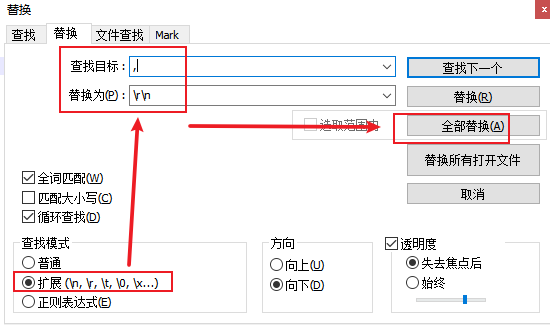 替换
查找 替换 文件查找 Mark
查找目标： , 查找下一个
替换为(P)： \r\n 替换(R)
选取范围内 全部替换(A)
替换所有打开文件
取消
全词匹配(W)
匹配大小写(C)
循环查找(D)
查找模式 方向 透明度
普通 向上(U) 失去焦点后
扩展 (\n, \r, \t, \0, \x...) 向下(D) 始终
正则表达式(E)